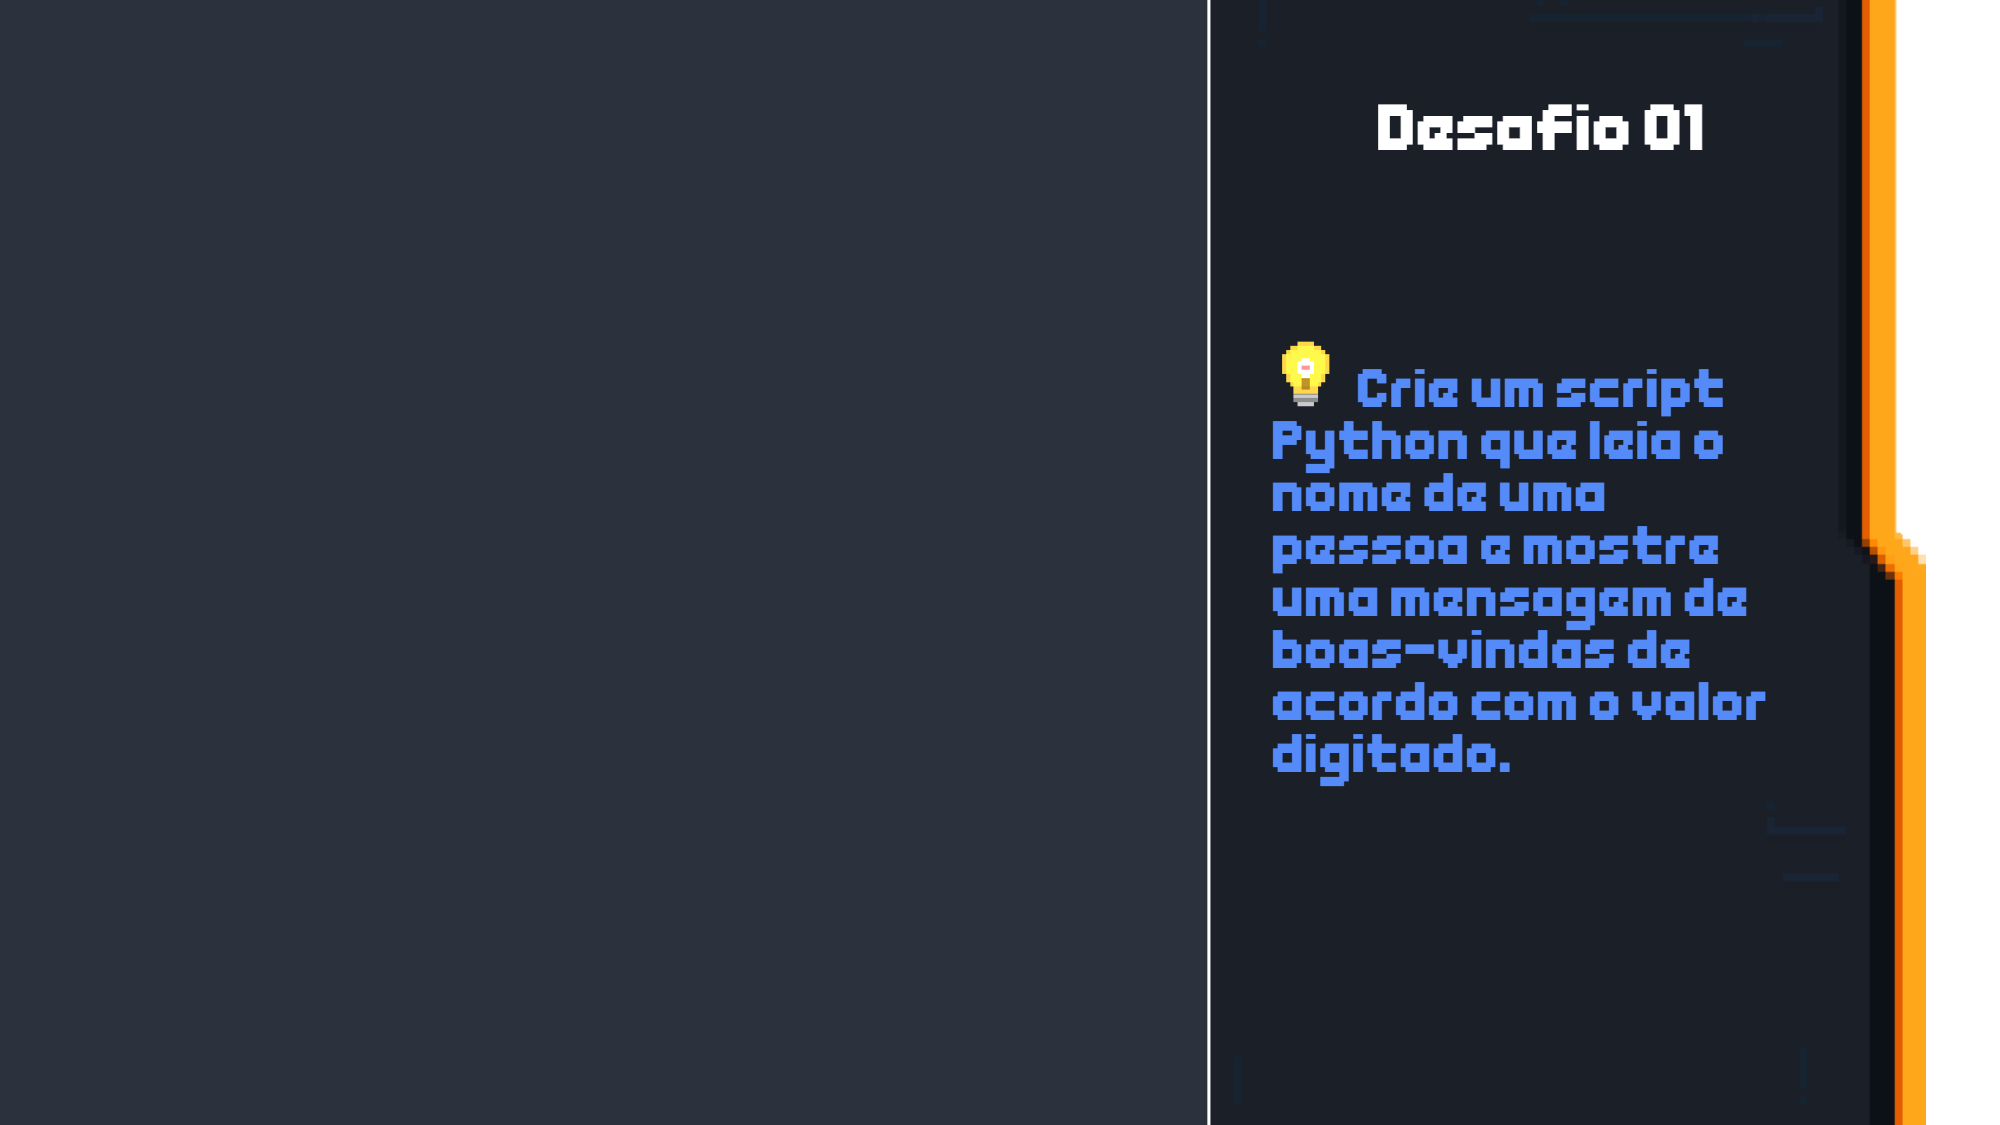 Desafio 01
Crie um script
Python que leia o
nome de uma
pessoa e mostre
uma mensagem de
boas-vindas de
acordo com o valor
digitado.